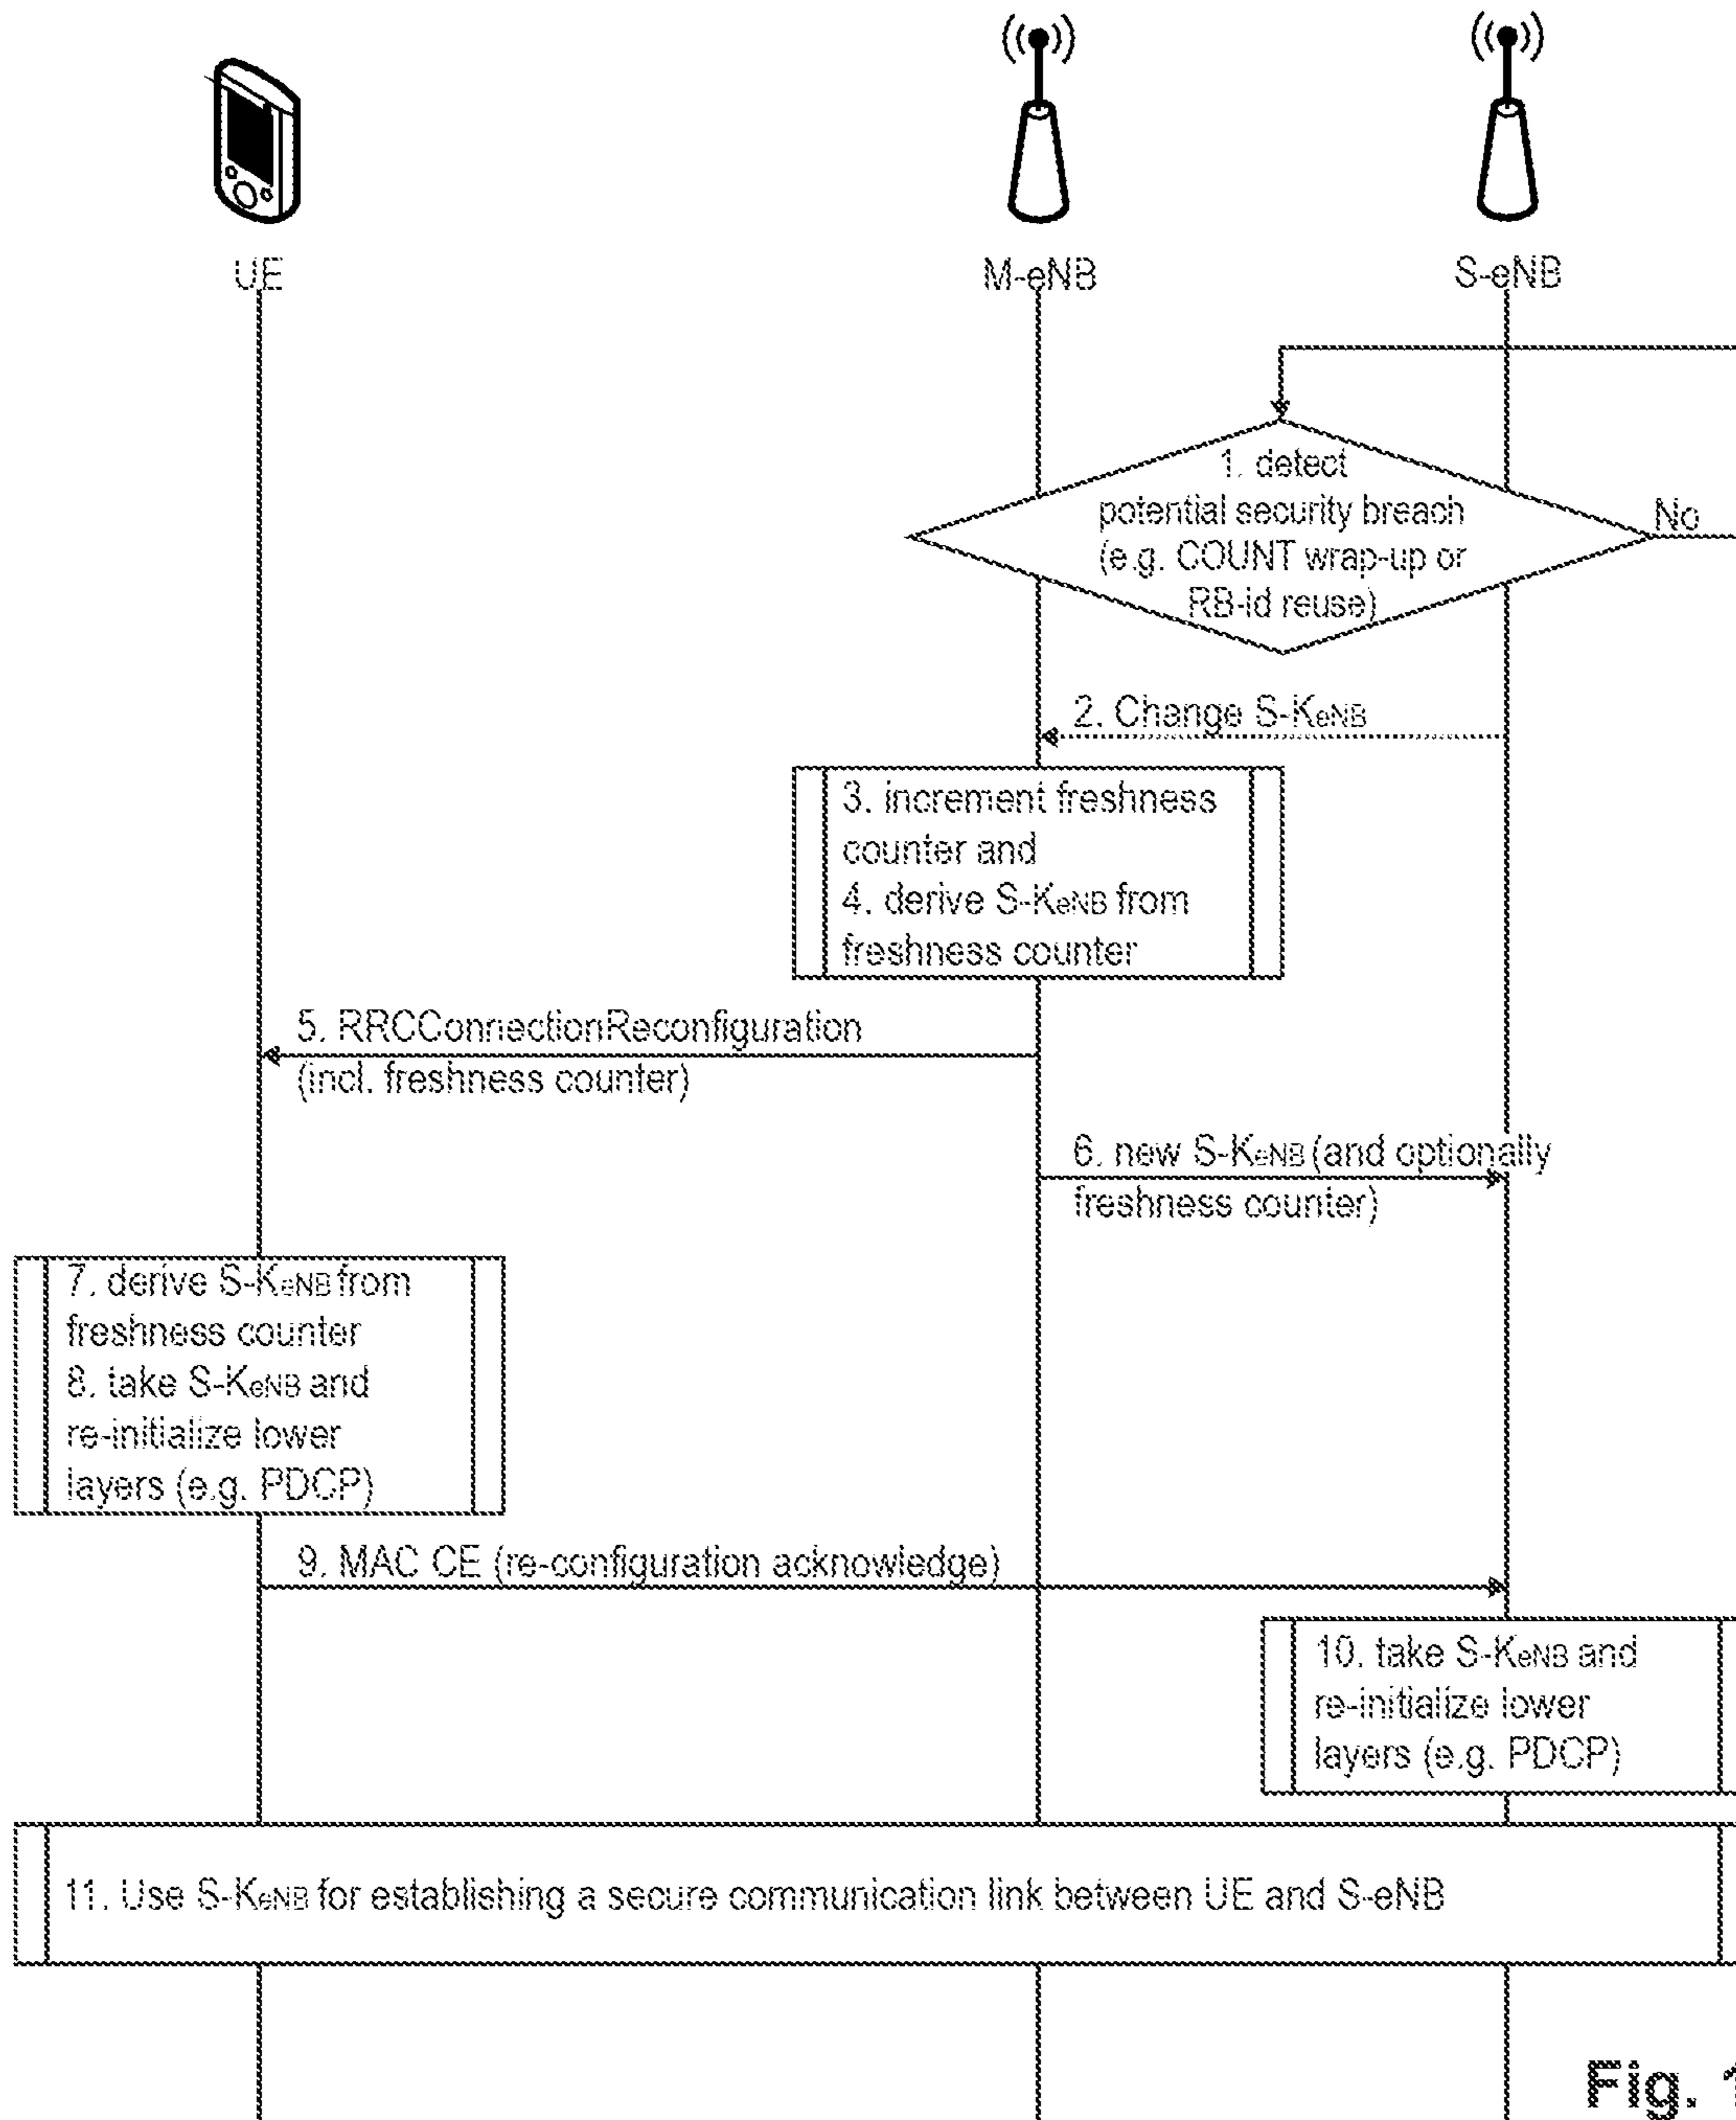 UE
M-eNB
S-eNB
1. detect
potential security breach
(e.g. COUNT wrap-up or
RB-id reuse)
No
2. Change S-KeNB
3. increment freshness
counter and
4. derive S-KeNB from
freshness counter
5. RRCConnectionReconfiguration
(incl. freshness counter)
6. new S-KeNB (and optionally
freshness counter)
7. derive S-KeNB from
freshness counter
8. take S-KeNB and
re-initialize lower
layers (e.g. PDCP)
9. MAC CE (re-configuration acknowledge)
10. take S-KeNB and
re-initialize lower
layers (e.g. PDCP)
11. Use S-KeNB for establishing a secure communication link between UE and S-eNB
Fig.